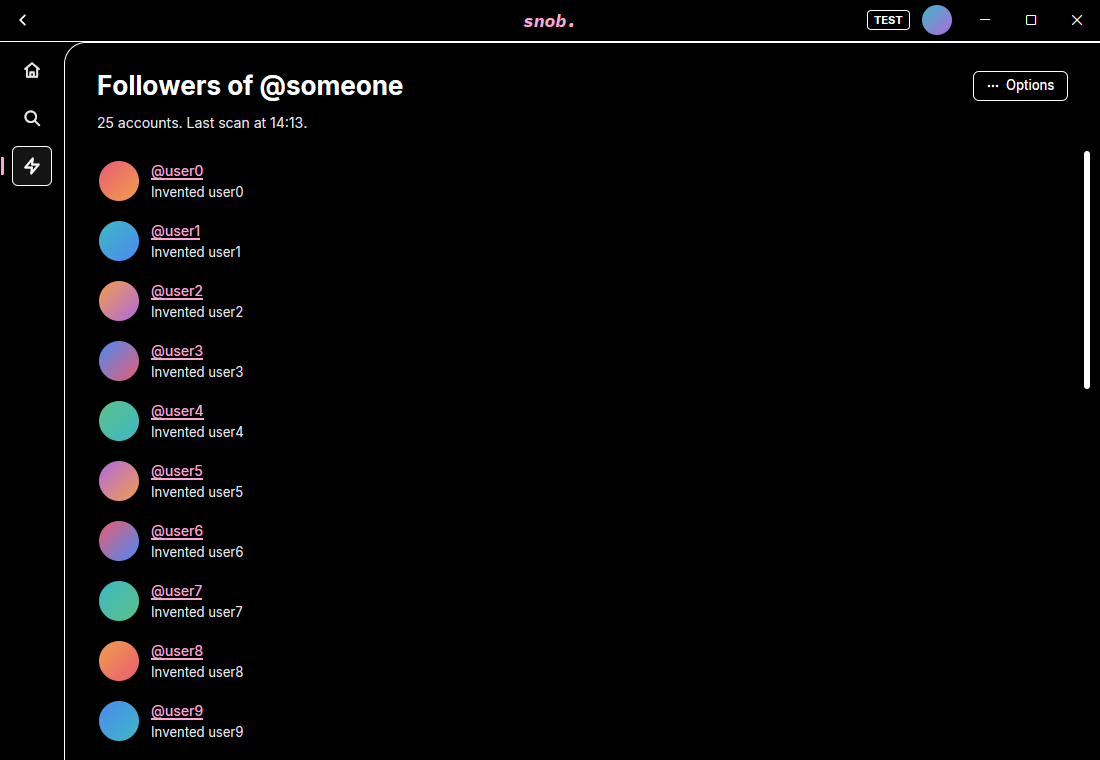 snob.
TEST
Followers of @someone
··· Options
25 accounts. Last scan at 14:13.
@user0
Invented user0
@user1
Invented user1
@user2
Invented user2
@user3
Invented user3
@user4
Invented user4
@user5
Invented user5
@user6
Invented user6
@user7
Invented user7
@user8
Invented user8
@user9
Invented user9